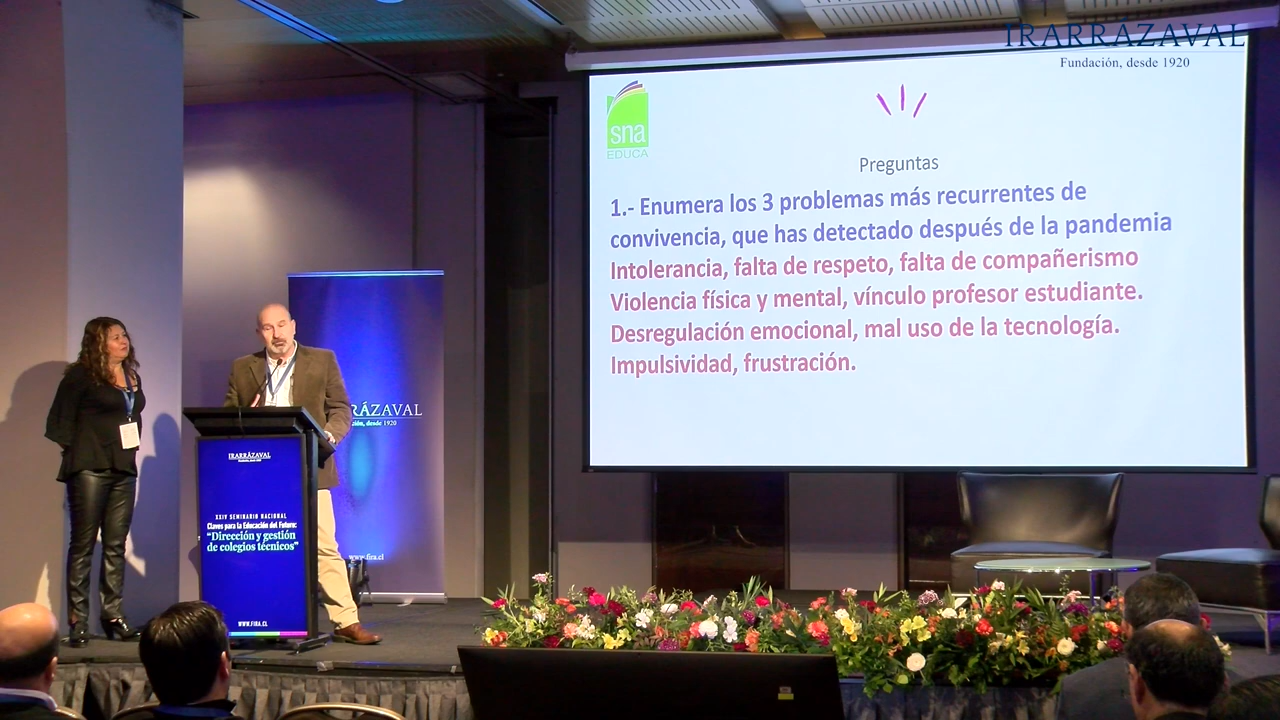 IRARRÁZAVAL
Fundación, desde 1920
sna
EDUCA
Preguntas
1.- Enumera los 3 problemas más recurrentes de
convivencia, que has detectado después de la pandemia
Intolerancia, falta de respeto, falta de compañerismo
Violencia física y mental, vínculo profesor estudiante.
Desregulación emocional, mal uso de la tecnología.
Impulsividad, frustración.
RÁZAVAL
desde 1920
www.fira.cl
IRARRÁZAVAL
XXIV SEMINARIO NACIONAL
Claves para la Educación del Futuro:
"Dirección y gestión
de colegios técnicos"
WWW.FIRA.CL